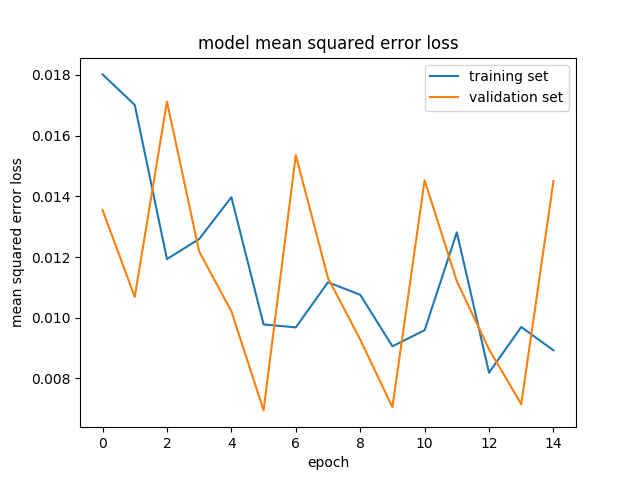 model mean squared error loss
training set
validation set
0.018
0.016
0.014
0.012
0.010
0.008
mean squared error loss
0 2 4 6 8 10 12 14
epoch